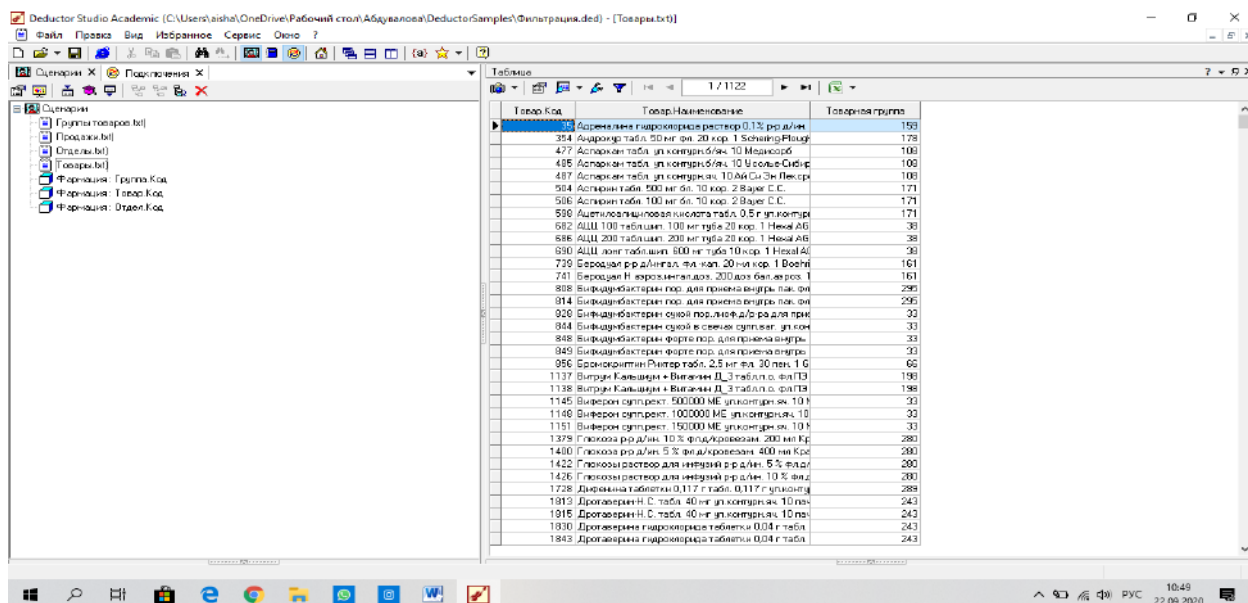 Deductor Studio Academic (C:\Users\aisha\OneDrive\Рабочий стол\Абдувалова\DeductorSamples\Фильтрация.ded) - [Товары.txt)]
Файл Правка Вид Избранное Сервис Окно ?
Сценарии X Подключения X
Сценарии
Группы товаров.txt)
Продажи.txt)
Отделы.txt)
Товары.txt)
Фармация: Группа.Код
Фармация: Товар.Код
Фармация: Отдел.Код
Таблица
1 / 1122
Товар.Код Товар.Наименование Товарная группа
35 Адреналина гидрохлорида раствор 0,1% р-р д/ин. 159
354 Андрокур табл. 50 мг фл. 20 кор. 1 Schering-Plough 178
477 Аспаркам табл. уп.контурн.б/яч. 10 Медисорб 108
485 Аспаркам табл. уп.контурн.б/яч. 10 Усолье-Сибир 108
487 Аспаркам табл. уп.контурн.яч. 10 Ай Си Эн Лекср 108
504 Аспирин табл. 500 мг бл. 10 кор. 2 Bayer C.C. 171
506 Аспирин табл. 100 мг бл. 10 кор. 2 Bayer C.C. 171
598 Ацетилсалициловая кислота табл. 0,5 г уп.контур 171
682 АЦЦ 100 табл.шип. 100 мг туба 20 кор. 1 Hexal AG 38
686 АЦЦ 200 табл.шип. 200 мг туба 20 кор. 1 Hexal AG 38
690 АЦЦ лонг табл.шип. 600 мг туба 10 кор. 1 Hexal AG 38
739 Беродуал р-р д/ингал. фл.-кап. 20 мл кор. 1 Boehri 161
741 Беродуал Н аэроз.ингал.доз. 200 доз бал.аэроз. 1 161
808 Бифидумбактерин пор. для приема внутрь пак. фл 295
814 Бифидумбактерин пор. для приема внутрь пак. фл 295
828 Бифидумбактерин сухой пор.лиоф.д/р-ра для прие 33
844 Бифидумбактерин сухой в свечах супп.ваг. уп.кон 33
848 Бифидумбактерин форте пор. для приема внутрь 33
849 Бифидумбактерин форте пор. для приема внутрь 33
856 Бромокриптин Рихтер табл. 2,5 мг фл. 30 пен. 1 G 66
1137 Витрум Кальциум + Витамин Д_3 табл.п.о. фл ПЭ 198
1138 Витрум Кальциум + Витамин Д_3 табл.п.о. фл ПЭ 198
1145 Виферон супп.рект. 500000 МЕ уп.контурн.яч. 10 33
1148 Виферон супп.рект. 1000000 МЕ уп.контурн.яч. 10 33
1151 Виферон супп.рект. 150000 МЕ уп.контурн.яч. 10 33
1379 Глюкоза р-р д/ин. 10 % фл.д/кровезам. 200 мл Кр 280
1400 Глюкоза р-р д/ин. 5 % фл.д/кровезам. 400 мл Кра 280
1422 Глюкозы раствор для инфузий р-р д/ин. 5 % фл.д/ 280
1426 Глюкозы раствор для инфузий р-р д/ин. 10 % фл.д 280
1728 Дифенина таблетки 0,117 г табл. 0,117 г уп.контур 289
1813 Дротаверин-Н.С. табл. 40 мг уп.контурн.яч. 10 пач 243
1815 Дротаверин-Н.С. табл. 40 мг уп.контурн.яч. 10 пач 243
1830 Дротаверина гидрохлорида таблетки 0,04 г табл. 243
1843 Дротаверина гидрохлорида таблетки 0,04 г табл. 243
РУС
10:49
22.09.2020